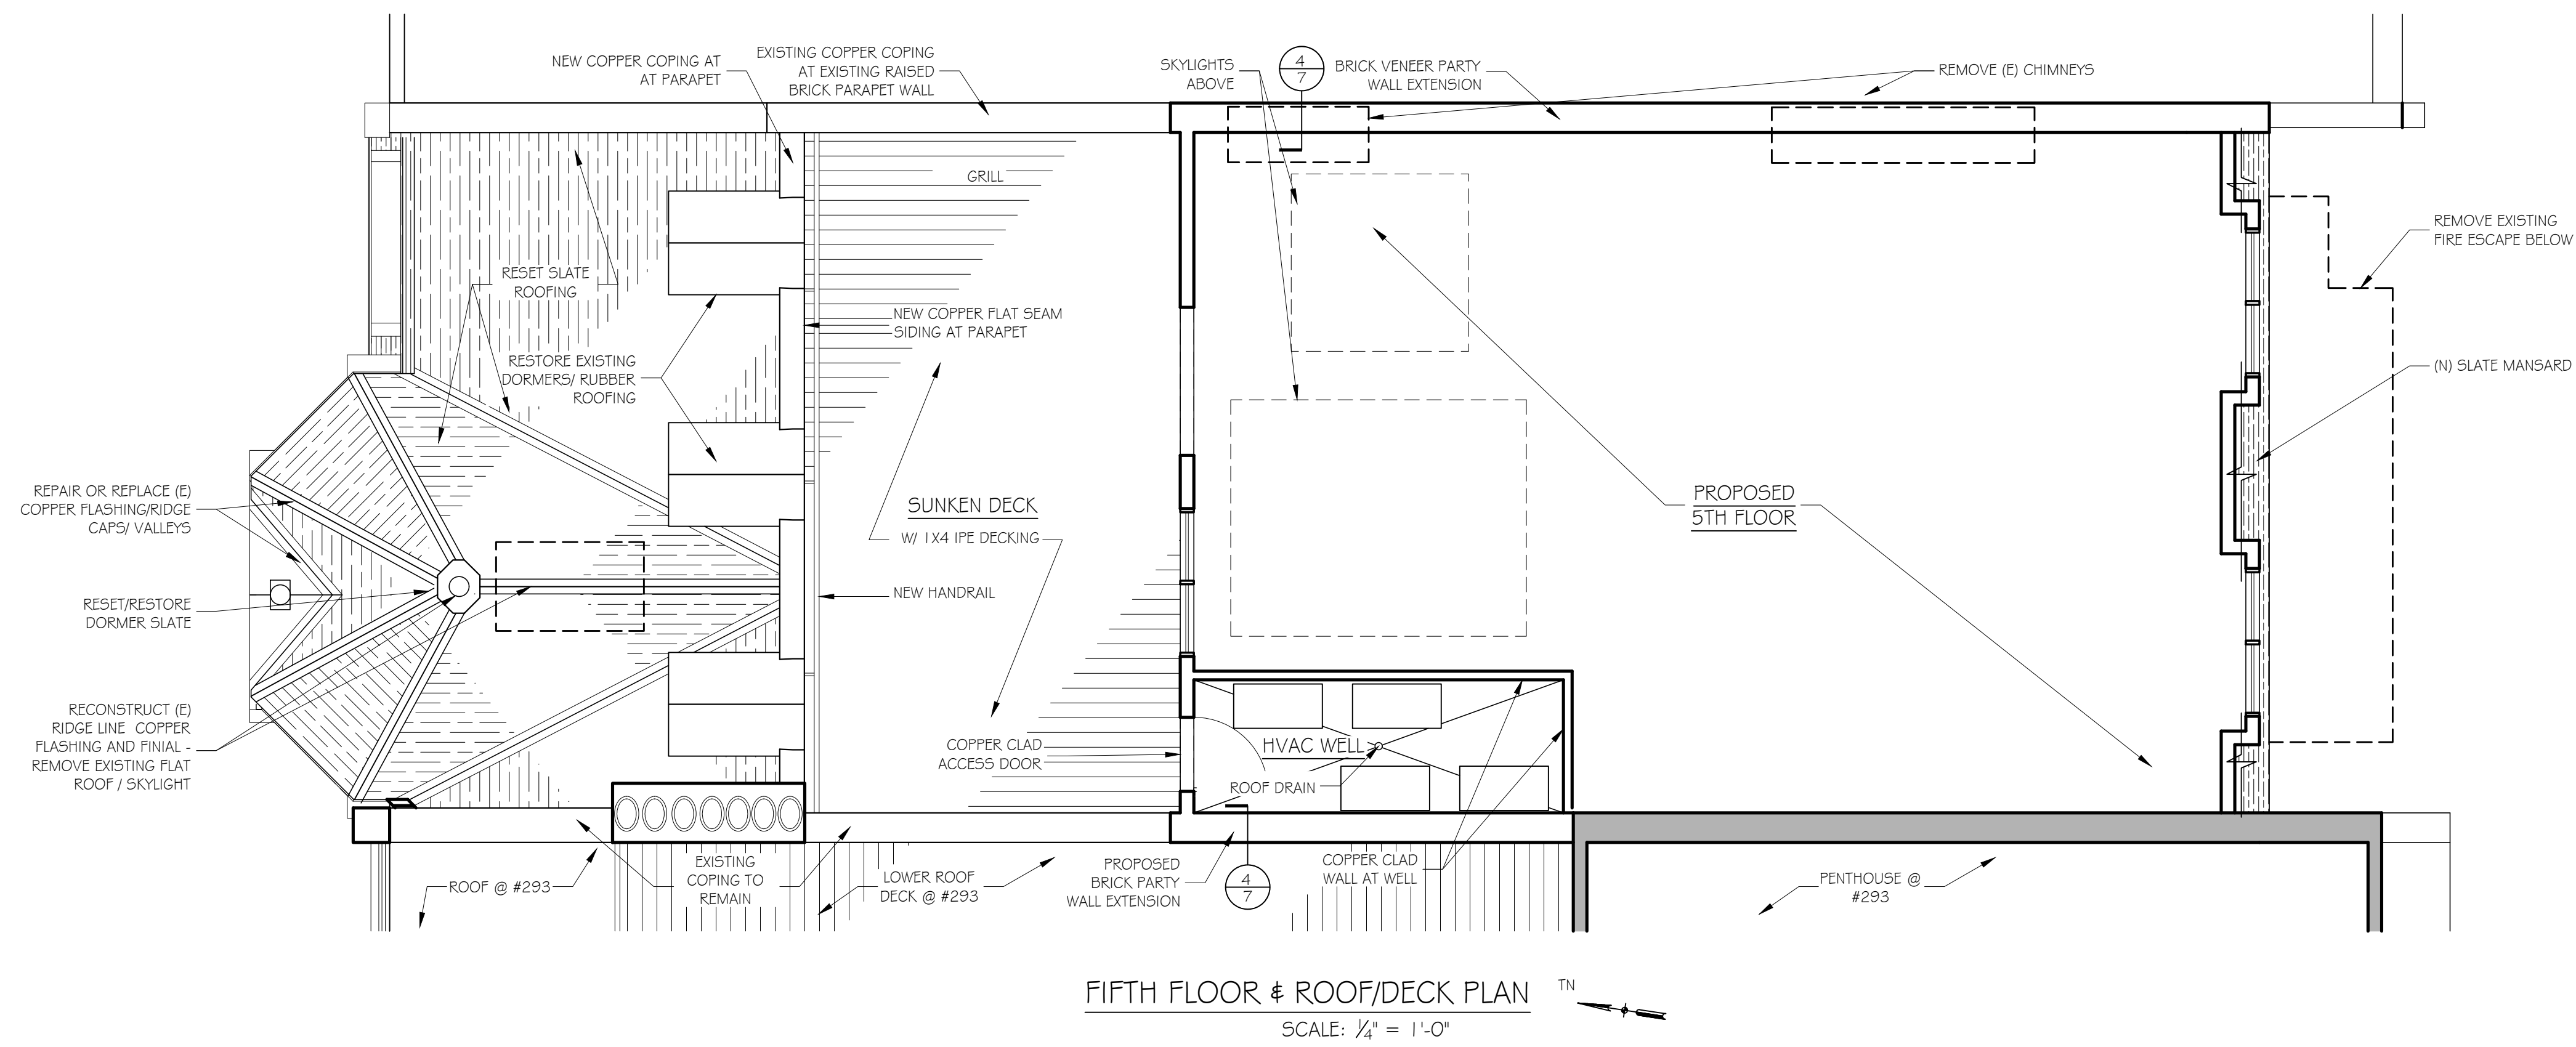 NEW COPPER COPING AT
AT PARAPET
EXISTING COPPER COPING
AT EXISTING RAISED
BRICK PARAPET WALL
SKYLIGHTS
ABOVE
4
7
BRICK VENEER PARTY
WALL EXTENSION
REMOVE (E) CHIMNEYS
GRILL
REMOVE EXISTING
FIRE ESCAPE BELOW
RESET SLATE
ROOFING
NEW COPPER FLAT SEAM
SIDING AT PARAPET
RESTORE EXISTING
DORMERS/ RUBBER
ROOFING
(N) SLATE MANSARD
REPAIR OR REPLACE (E)
COPPER FLASHING/RIDGE
CAPS/ VALLEYS
SUNKEN DECK
W/ 1X4 IPE DECKING
PROPOSED
5TH FLOOR
RESET/RESTORE
DORMER SLATE
NEW HANDRAIL
RECONSTRUCT (E)
RIDGE LINE COPPER
FLASHING AND FINIAL -
REMOVE EXISTING FLAT
ROOF / SKYLIGHT
COPPER CLAD
ACCESS DOOR
HVAC WELL
ROOF DRAIN
ROOF @ #293
EXISTING
COPING TO
REMAIN
LOWER ROOF
DECK @ #293
PROPOSED
BRICK PARTY
WALL EXTENSION
4
7
COPPER CLAD
WALL AT WELL
PENTHOUSE @
#293
FIFTH FLOOR & ROOF/DECK PLAN
TN
SCALE: 1/4" = 1'-0"